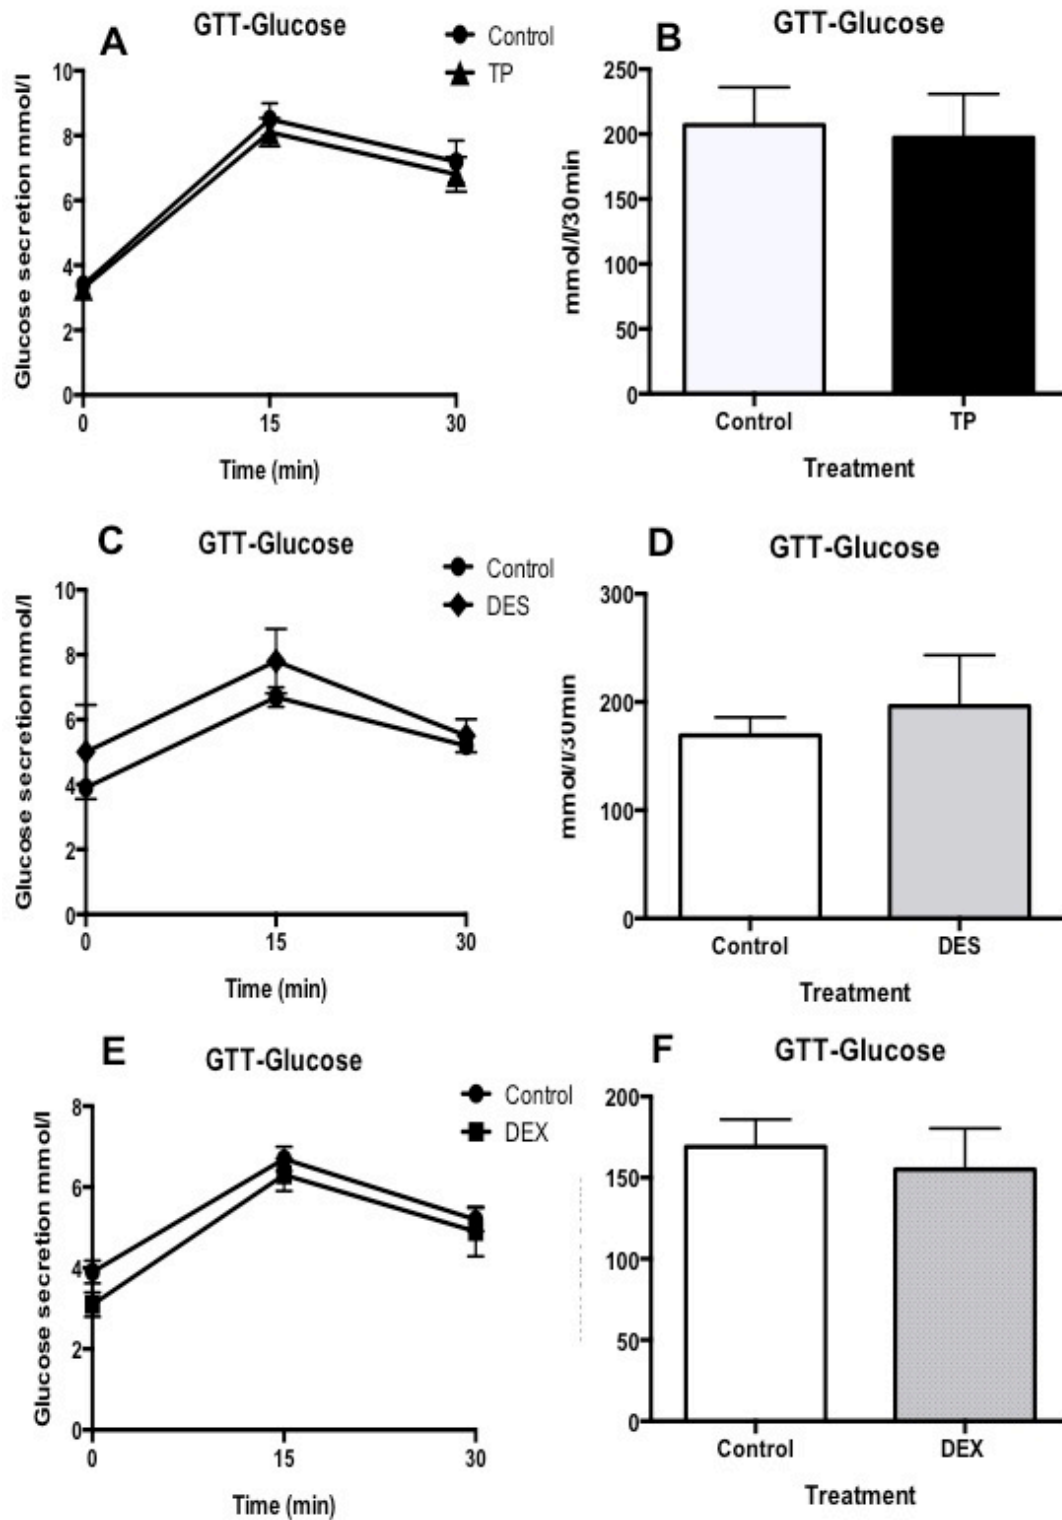 A
GTT-Glucose
Control
TP
Glucose secretion mmol/l
10
8
6
4
2
0
0 15 30
Time (min)
B
GTT-Glucose
mmol/l/30min
250
200
150
100
50
0
Control TP
Treatment
C
GTT-Glucose
Control
DES
Glucose secretion mmol/l
10
8
6
4
2
0
0 15 30
Time (min)
D
GTT-Glucose
mmol/l/30min
300
200
100
0
Control DES
Treatment
E
GTT-Glucose
Control
DEX
Glucose secretion mmol/l
8
6
4
2
0
0 15 30
Time (min)
F
GTT-Glucose
200
150
100
50
0
Control DEX
Treatment